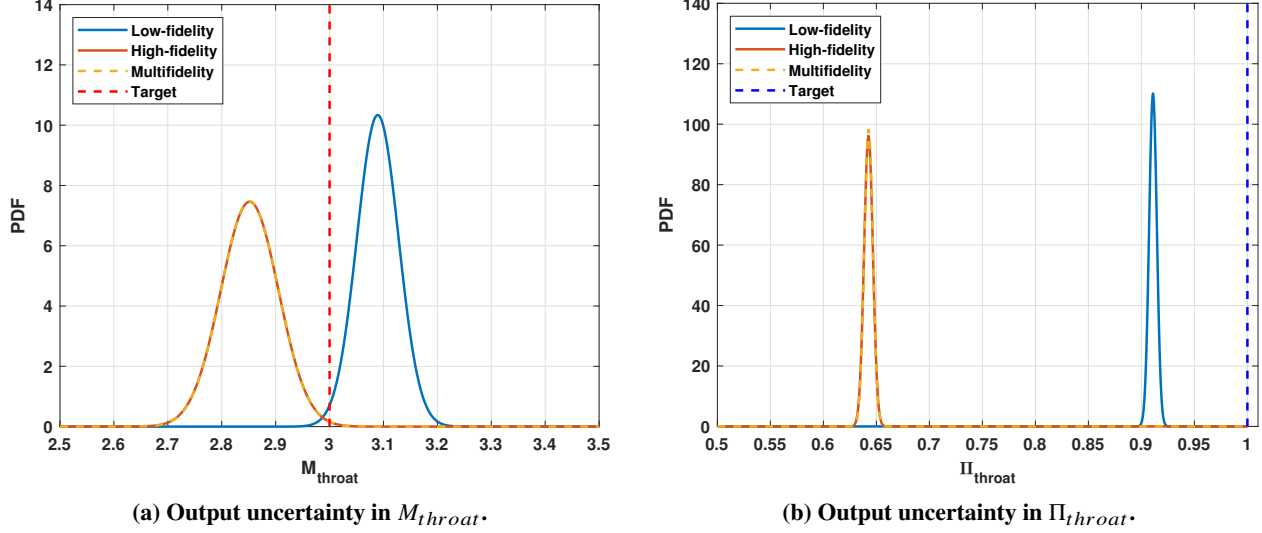 Low-fidelity
High-fidelity
Multifidelity
Target
14
12
10
8
6
4
2
0
PDF
2.5 2.6 2.7 2.8 2.9 3 3.1 3.2 3.3 3.4 3.5
M_throat
(a) Output uncertainty in M_throat.
Low-fidelity
High-fidelity
Multifidelity
Target
140
120
100
80
60
40
20
0
PDF
0.5 0.55 0.6 0.65 0.7 0.75 0.8 0.85 0.9 0.95 1
Π_throat
(b) Output uncertainty in Π_throat.